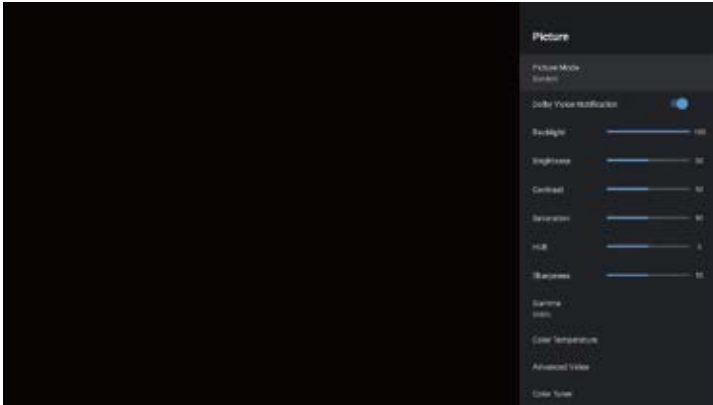 Picture
Picture Mode
Standard
Dolby Vision Notification
Backlight 100
Brightness 50
Contrast 50
Saturation 50
HUE 0
Sharpness
Gamma
Color Temperature
Advanced Video
Color Tuner